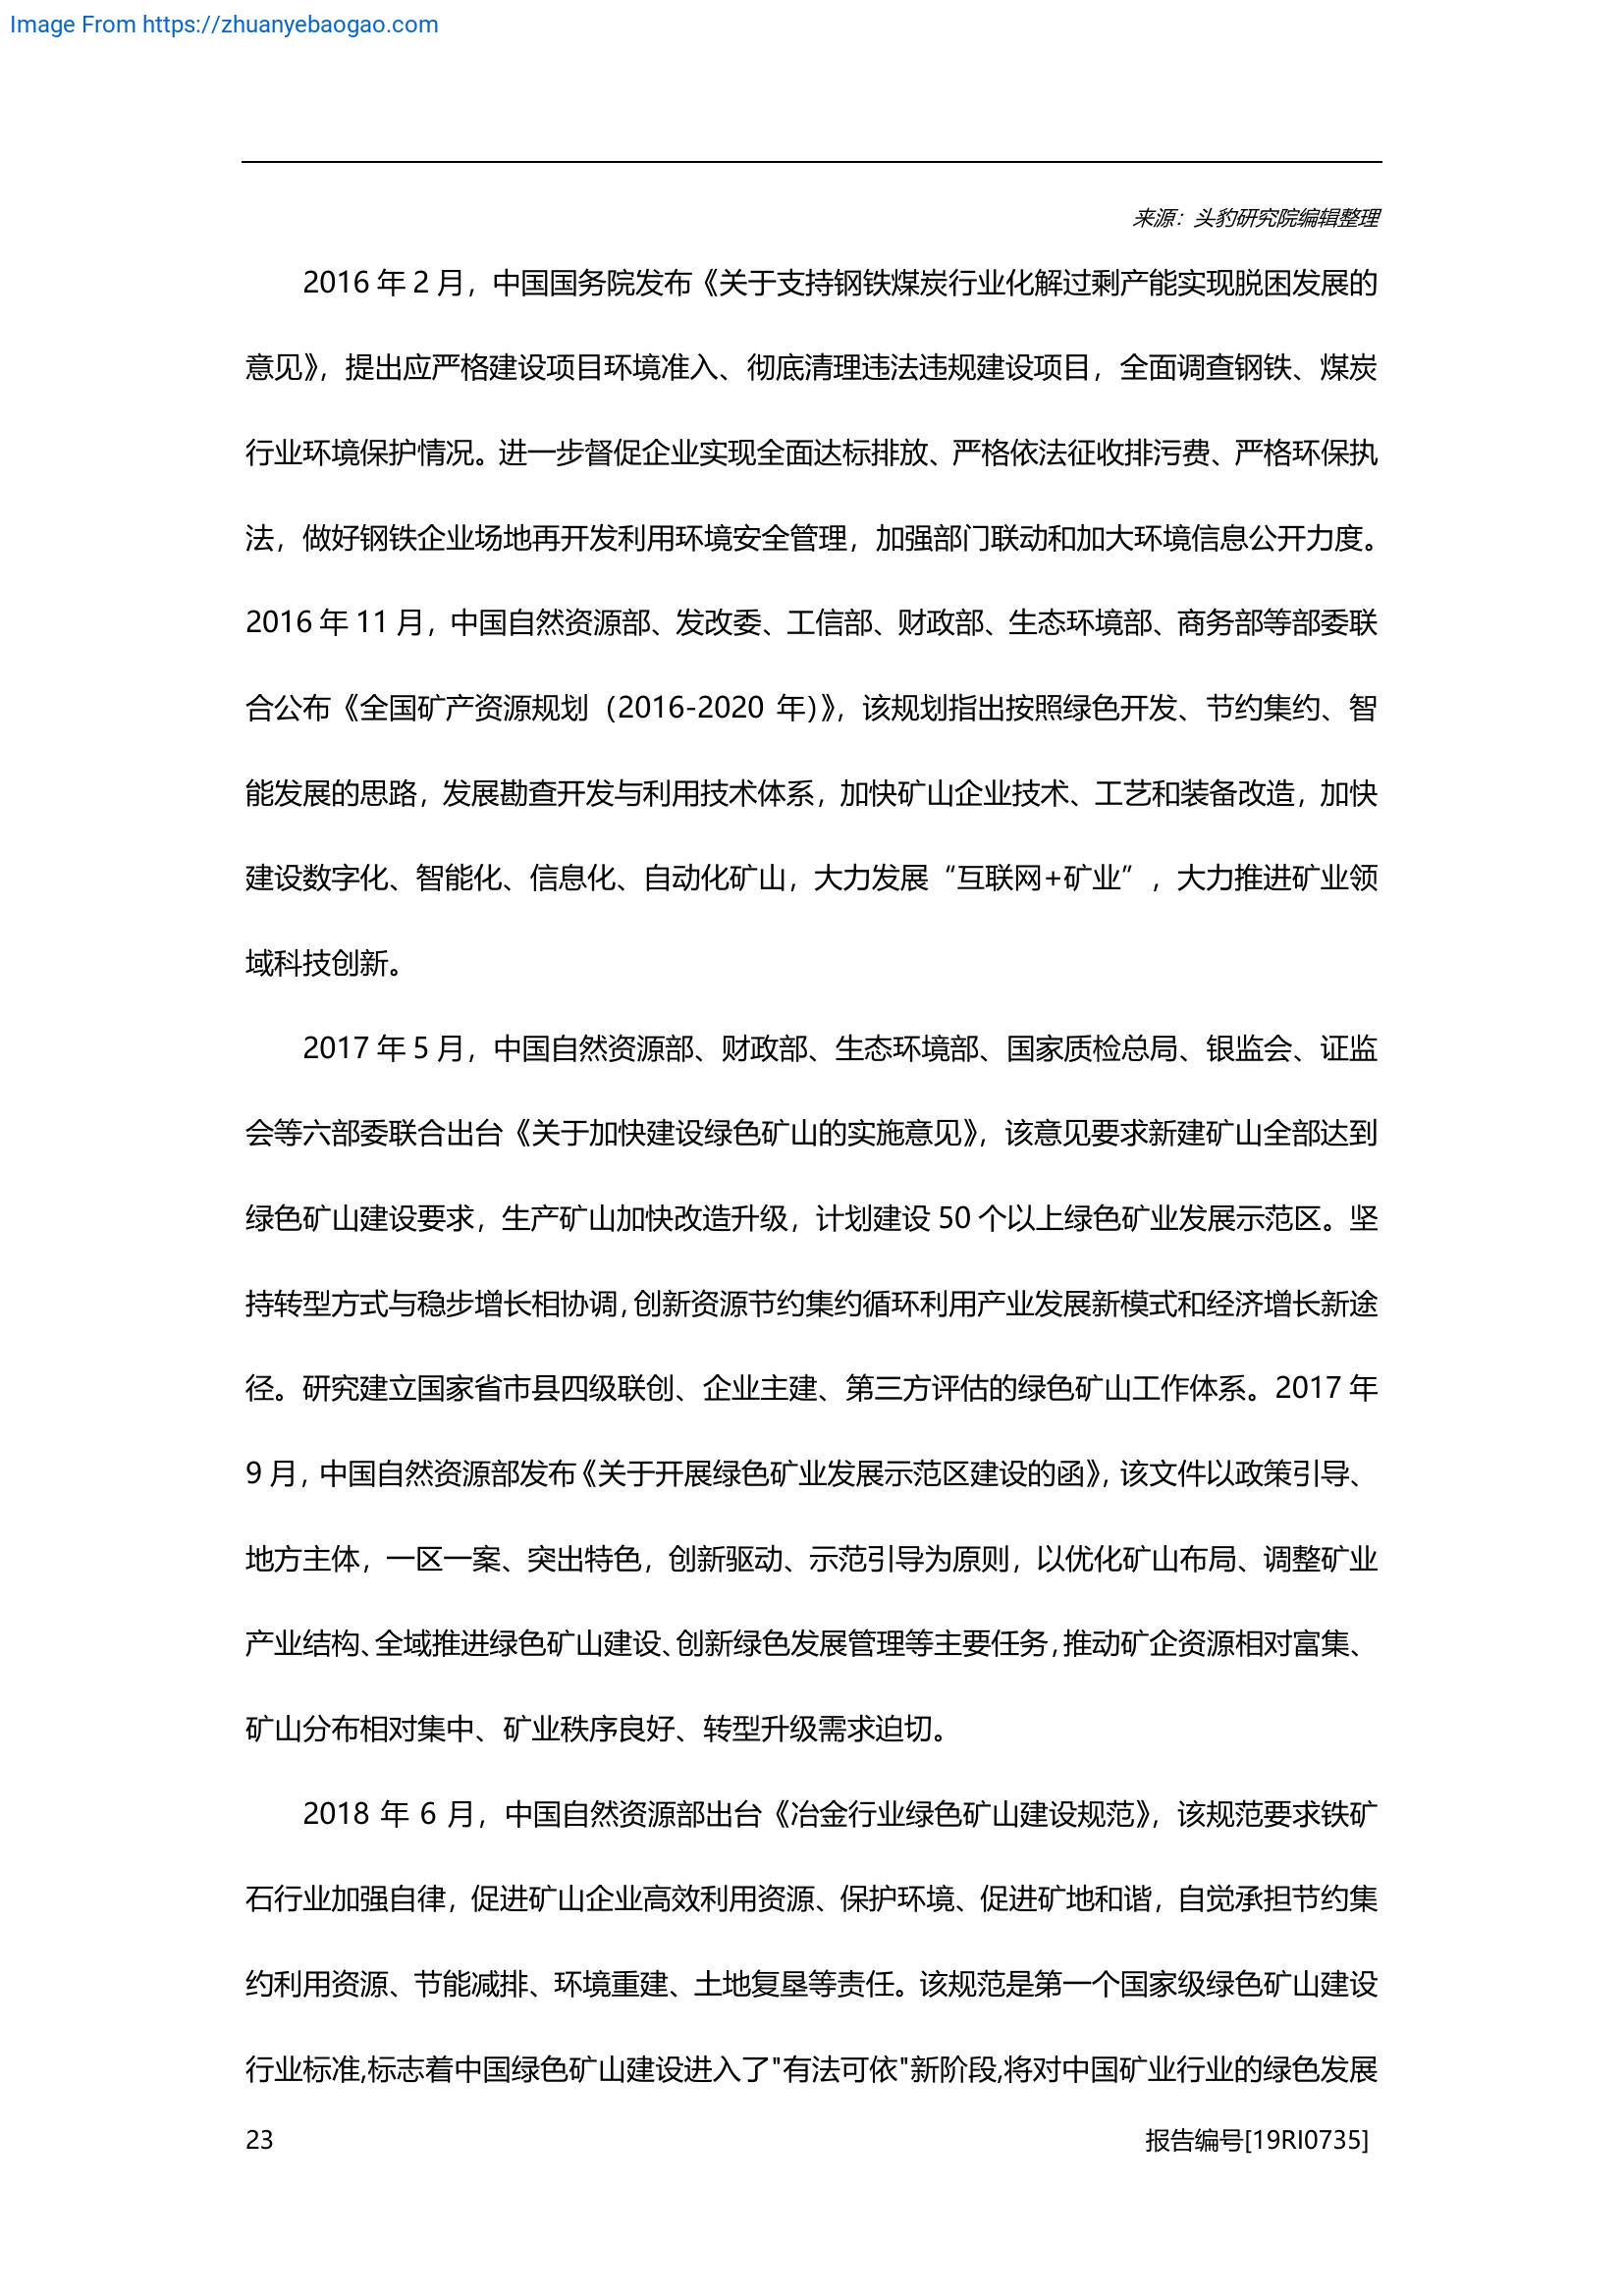 Image From https://zhuanyebaogao.com
来源：头豹研究院编辑整理
2016 年 2 月，中国国务院发布《关于支持钢铁煤炭行业化解过剩产能实现脱困发展的
意见》，提出应严格建设项目环境准入、彻底清理违法违规建设项目，全面调查钢铁、煤炭
行业环境保护情况。进一步督促企业实现全面达标排放、严格依法征收排污费、严格环保执
法，做好钢铁企业场地再开发利用环境安全管理，加强部门联动和加大环境信息公开力度。
2016 年 11 月，中国自然资源部、发改委、工信部、财政部、生态环境部、商务部等部委联
合公布《全国矿产资源规划（2016-2020 年）》，该规划指出按照绿色开发、节约集约、智
能发展的思路，发展勘查开发与利用技术体系，加快矿山企业技术、工艺和装备改造，加快
建设数字化、智能化、信息化、自动化矿山，大力发展“互联网+矿业”，大力推进矿业领
域科技创新。
2017 年 5 月，中国自然资源部、财政部、生态环境部、国家质检总局、银监会、证监
会等六部委联合出台《关于加快建设绿色矿山的实施意见》，该意见要求新建矿山全部达到
绿色矿山建设要求，生产矿山加快改造升级，计划建设 50 个以上绿色矿业发展示范区。坚
持转型方式与稳步增长相协调，创新资源节约集约循环利用产业发展新模式和经济增长新途
径。研究建立国家省市县四级联创、企业主建、第三方评估的绿色矿山工作体系。2017 年
9 月，中国自然资源部发布《关于开展绿色矿业发展示范区建设的函》，该文件以政策引导、
地方主体，一区一案、突出特色，创新驱动、示范引导为原则，以优化矿山布局、调整矿业
产业结构、全域推进绿色矿山建设、创新绿色发展管理等主要任务，推动矿企资源相对富集、
矿山分布相对集中、矿业秩序良好、转型升级需求迫切。
2018 年 6 月，中国自然资源部出台《冶金行业绿色矿山建设规范》，该规范要求铁矿
石行业加强自律，促进矿山企业高效利用资源、保护环境、促进矿地和谐，自觉承担节约集
约利用资源、节能减排、环境重建、土地复垦等责任。该规范是第一个国家级绿色矿山建设
行业标准,标志着中国绿色矿山建设进入了"有法可依"新阶段,将对中国矿业行业的绿色发展
23
报告编号[19RI0735]